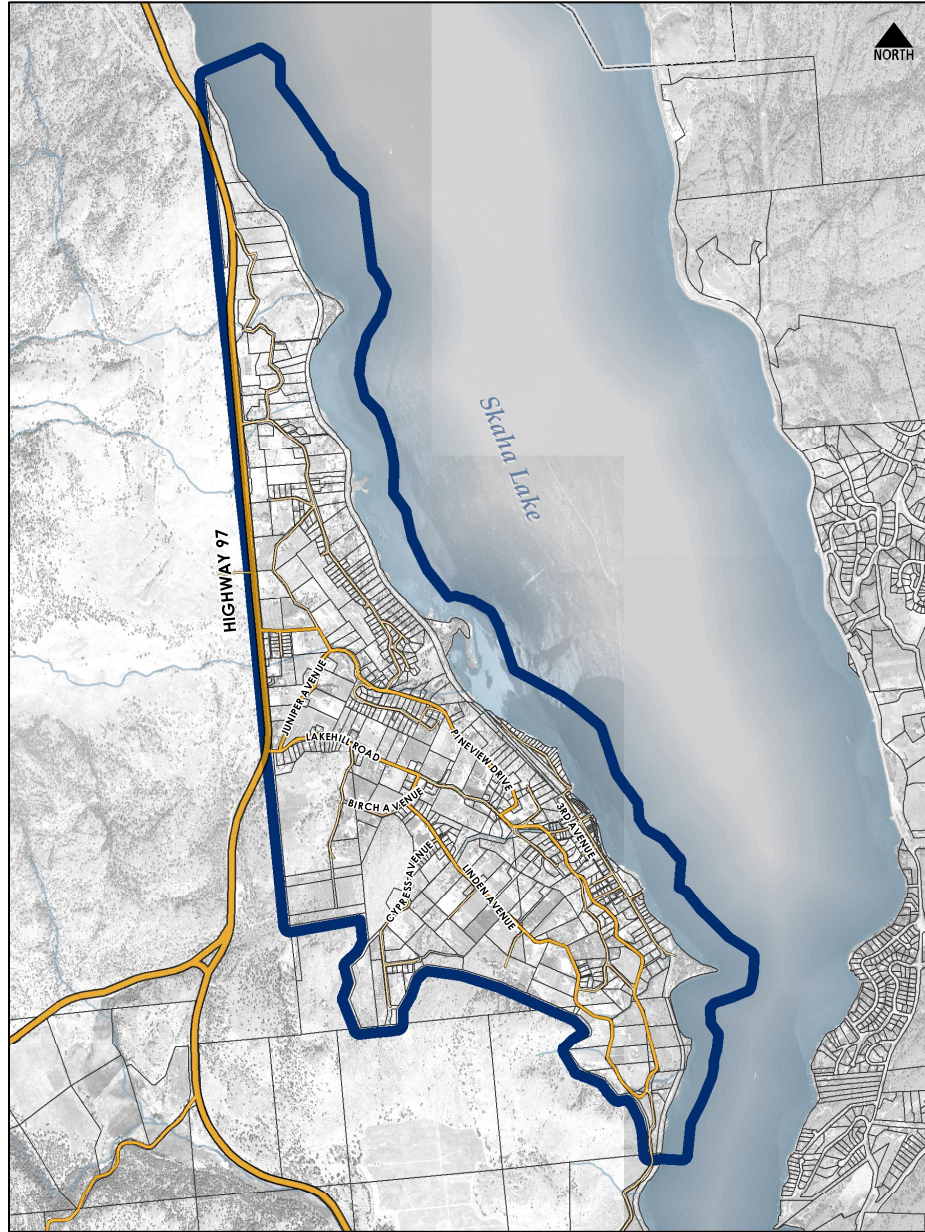 NORTH
Skaha Lake
HIGHWAY 97
JUNIPER AVENUE
LAKEHILL ROAD
PINEVIEW DRIVE
BIRCH AVENUE
3RD AVENUE
CYPRESS AVENUE
LINDEN AVENUE